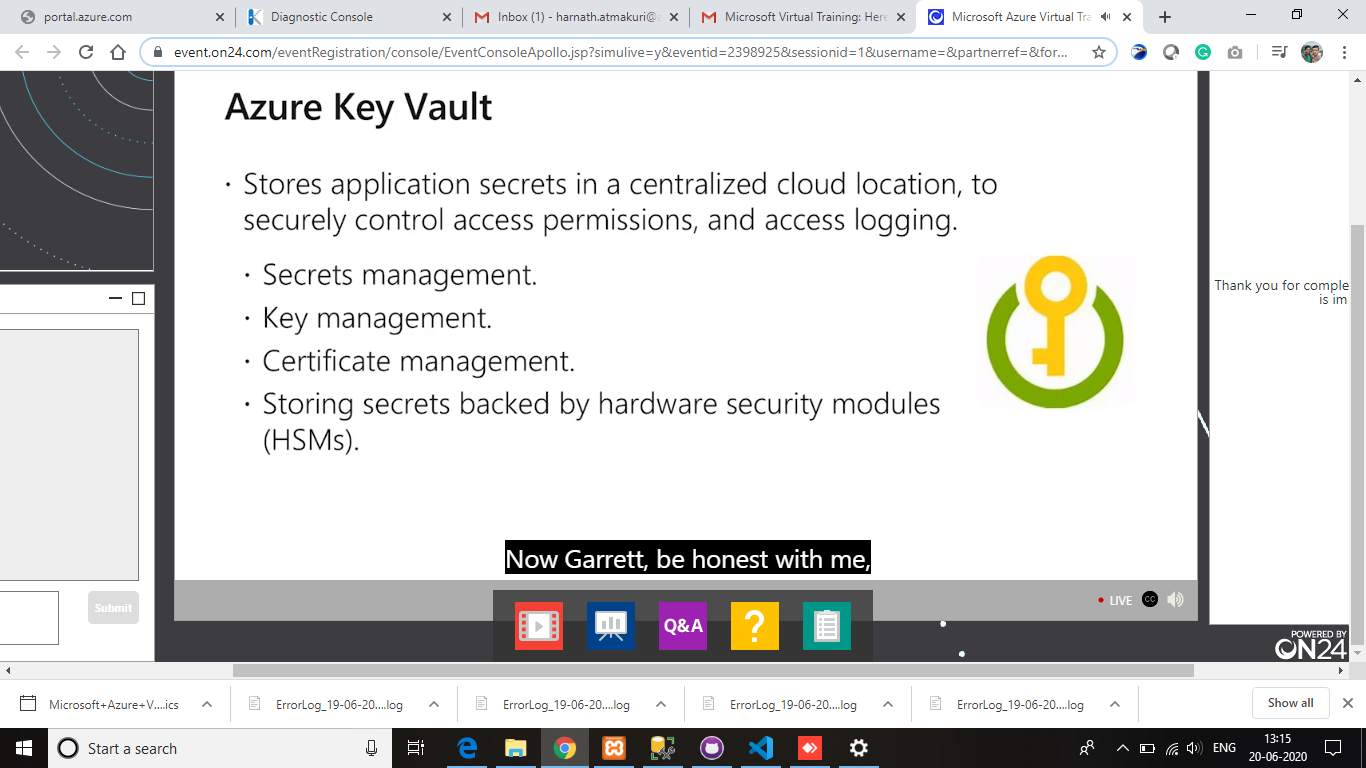 portal.azure.com
Diagnostic Console
Inbox (1) - harnath.atmakuri@
Microsoft Virtual Training: Her
Microsoft Azure Virtual Tra
event.on24.com/eventRegistration/console/EventConsoleApollo.jsp?simulive=y&eventid=2398925&sessionid=1&username=&partnerref=&for...
Azure Key Vault
• Stores application secrets in a centralized cloud location, to
securely control access permissions, and access logging.
• Secrets management.
• Key management.
• Certificate management.
• Storing secrets backed by hardware security modules
(HSMs).
Thank you for comple
is im
Now Garrett, be honest with me,
Submit
LIVE
CC
Q&A
?
POWERED BY
ON24
Microsoft+Azure+V....ics
ErrorLog_19-06-20....log
ErrorLog_19-06-20....log
ErrorLog_19-06-20....log
ErrorLog_19-06-20....log
Show all
Start a search
ENG
13:15
20-06-2020